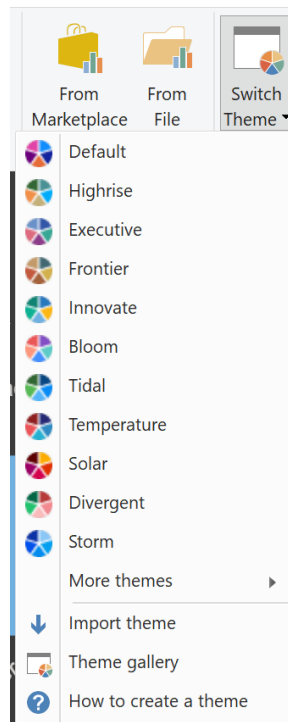 From
Marketplace
From
File
Switch
Theme
Default
Highrise
Executive
Frontier
Innovate
Bloom
Tidal
Temperature
Solar
Divergent
Storm
More themes
Import theme
Theme gallery
How to create a theme